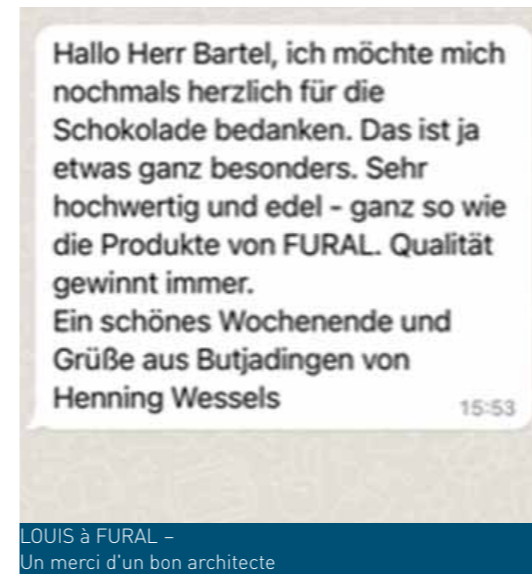 Hallo Herr Bartel, ich möchte mich
nochmals herzlich für die
Schokolade bedanken. Das ist ja
etwas ganz besonders. Sehr
hochwertig und edel - ganz so wie
die Produkte von FURAL. Qualität
gewinnt immer.
Ein schönes Wochenende und
Grüße aus Butjadingen von
Henning Wessels
15:53
LOUIS à FURAL –
Un merci d'un bon architecte